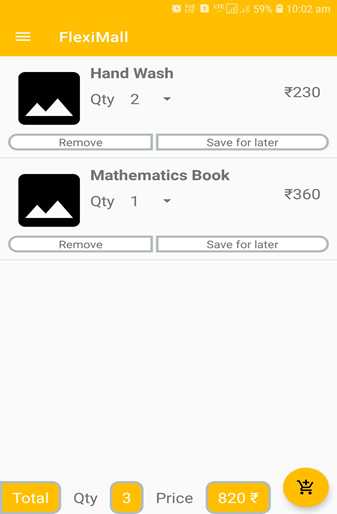 59% 10:02 am
FlexiMall
Hand Wash
Qty 2
₹230
Remove Save for later
Mathematics Book
Qty 1
₹360
Remove Save for later
Total Qty 3 Price 820 ₹